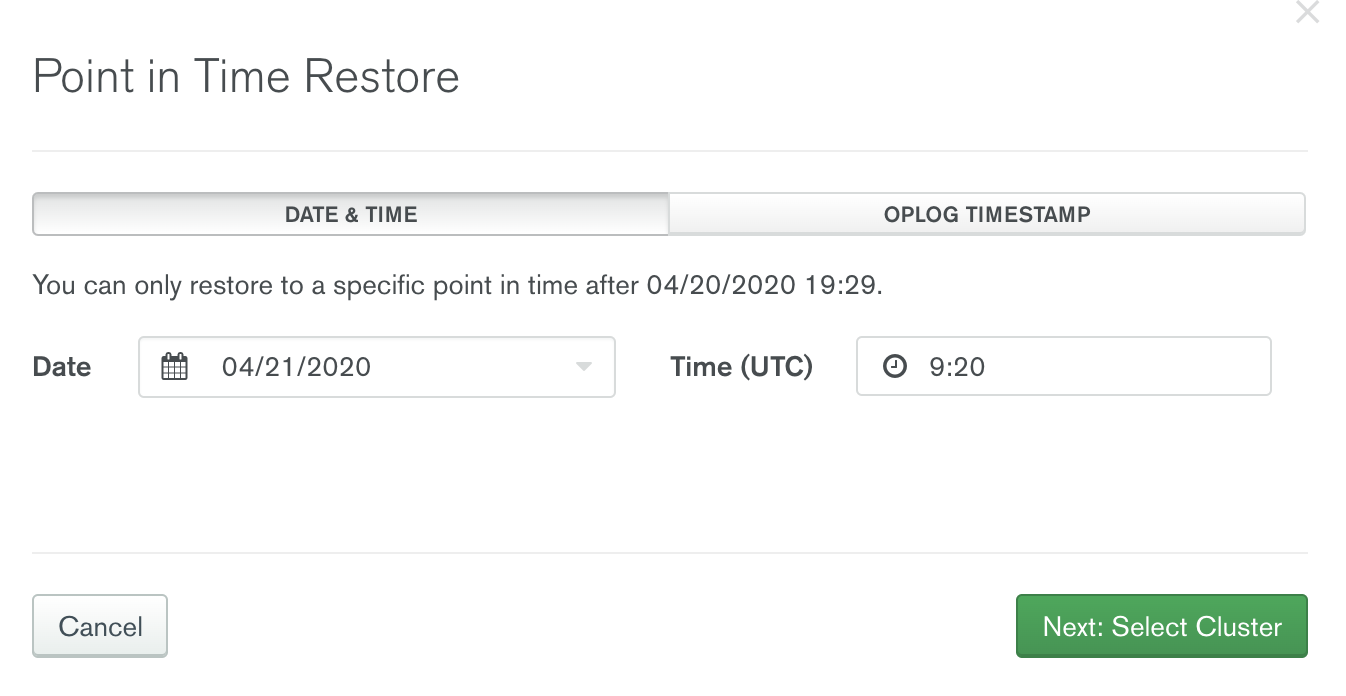 Point in Time Restore
DATE & TIME
OPLOG TIMESTAMP
You can only restore to a specific point in time after 04/20/2020 19:29.
Date
04/21/2020
Time (UTC)
9:20
Cancel
Next: Select Cluster